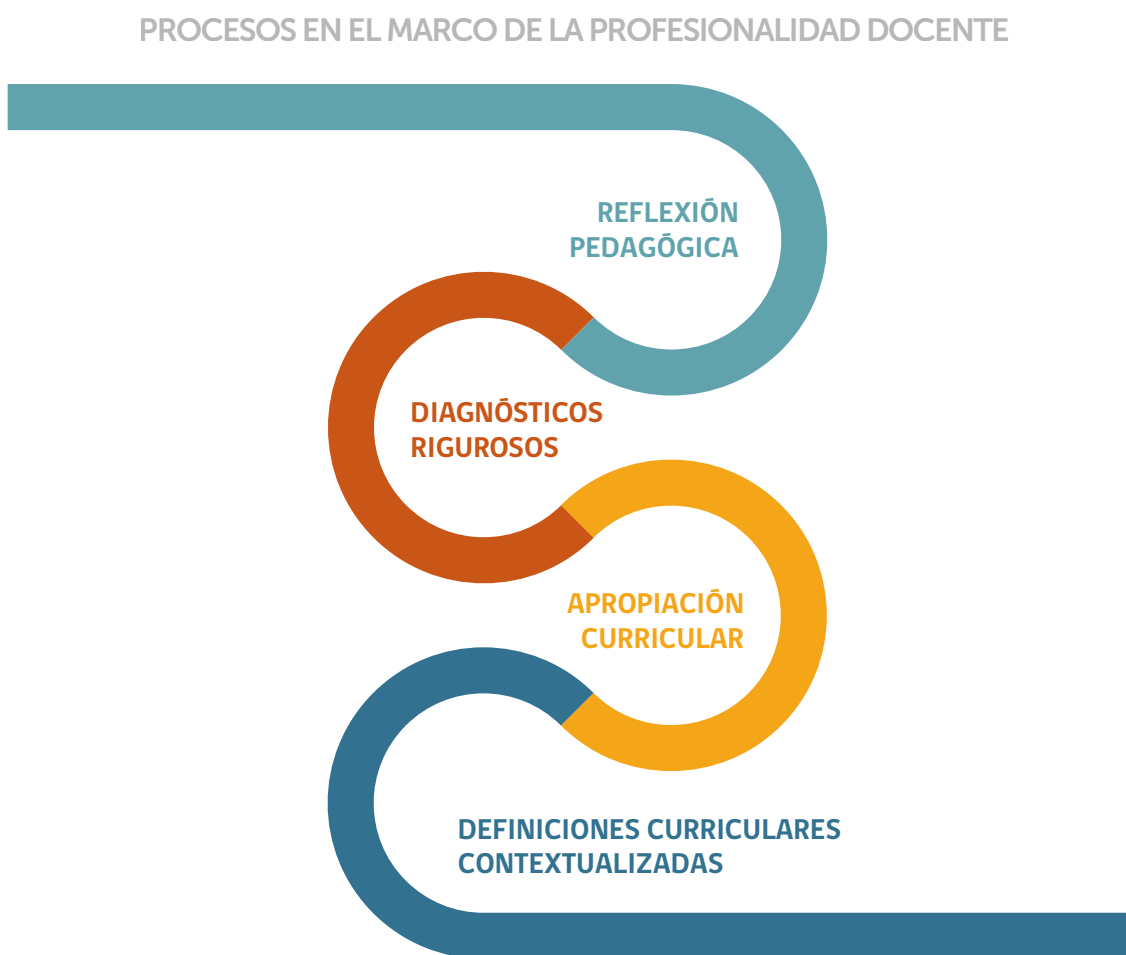 PROCESOS EN EL MARCO DE LA PROFESIONALIDAD DOCENTE
REFLEXIÓN
PEDAGÓGICA
DIAGNÓSTICOS
RIGUROSOS
APROPIACIÓN
CURRICULAR
DEFINICIONES CURRICULARES
CONTEXTUALIZADAS